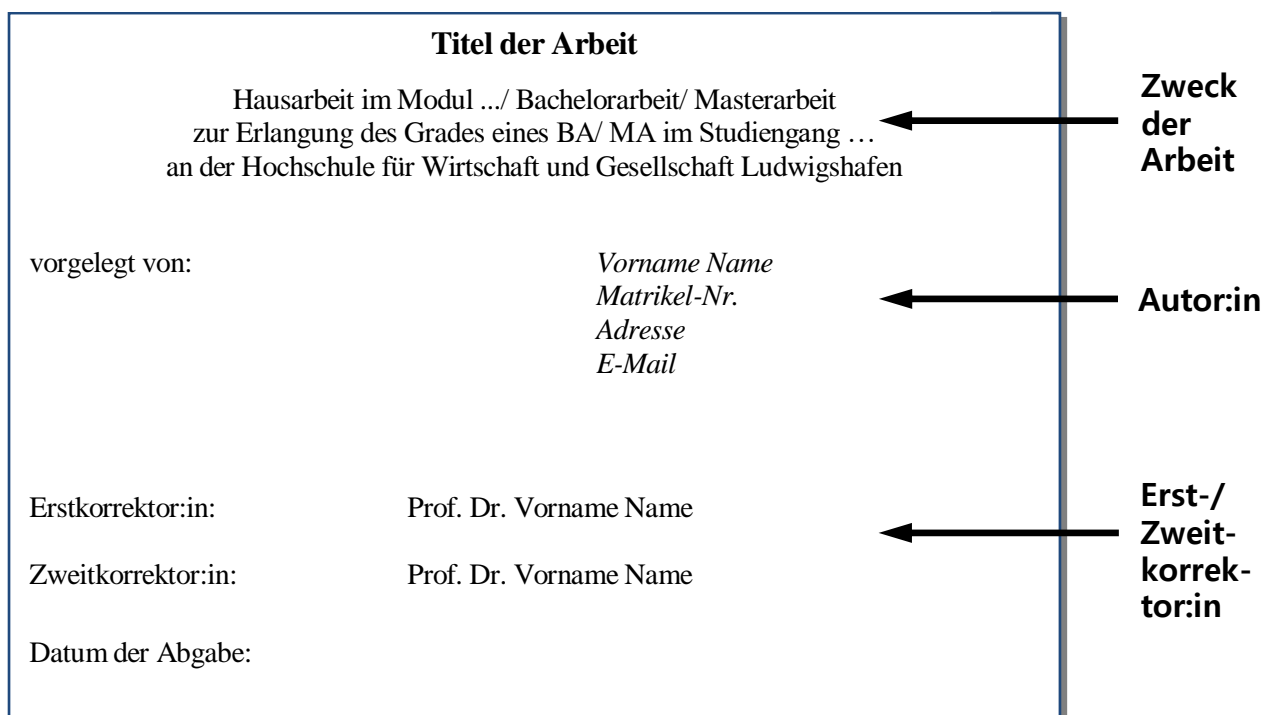 Titel der Arbeit
Hausarbeit im Modul .../ Bachelorarbeit/ Masterarbeit
zur Erlangung des Grades eines BA/ MA im Studiengang …
an der Hochschule für Wirtschaft und Gesellschaft Ludwigshafen
Zweck
der
Arbeit
vorgelegt von: Vorname Name
Matrikel-Nr.
Adresse
E-Mail
Autor:in
Erstkorrektor:in: Prof. Dr. Vorname Name
Zweitkorrektor:in: Prof. Dr. Vorname Name
Erst-/
Zweit-
korrek-
tor:in
Datum der Abgabe: